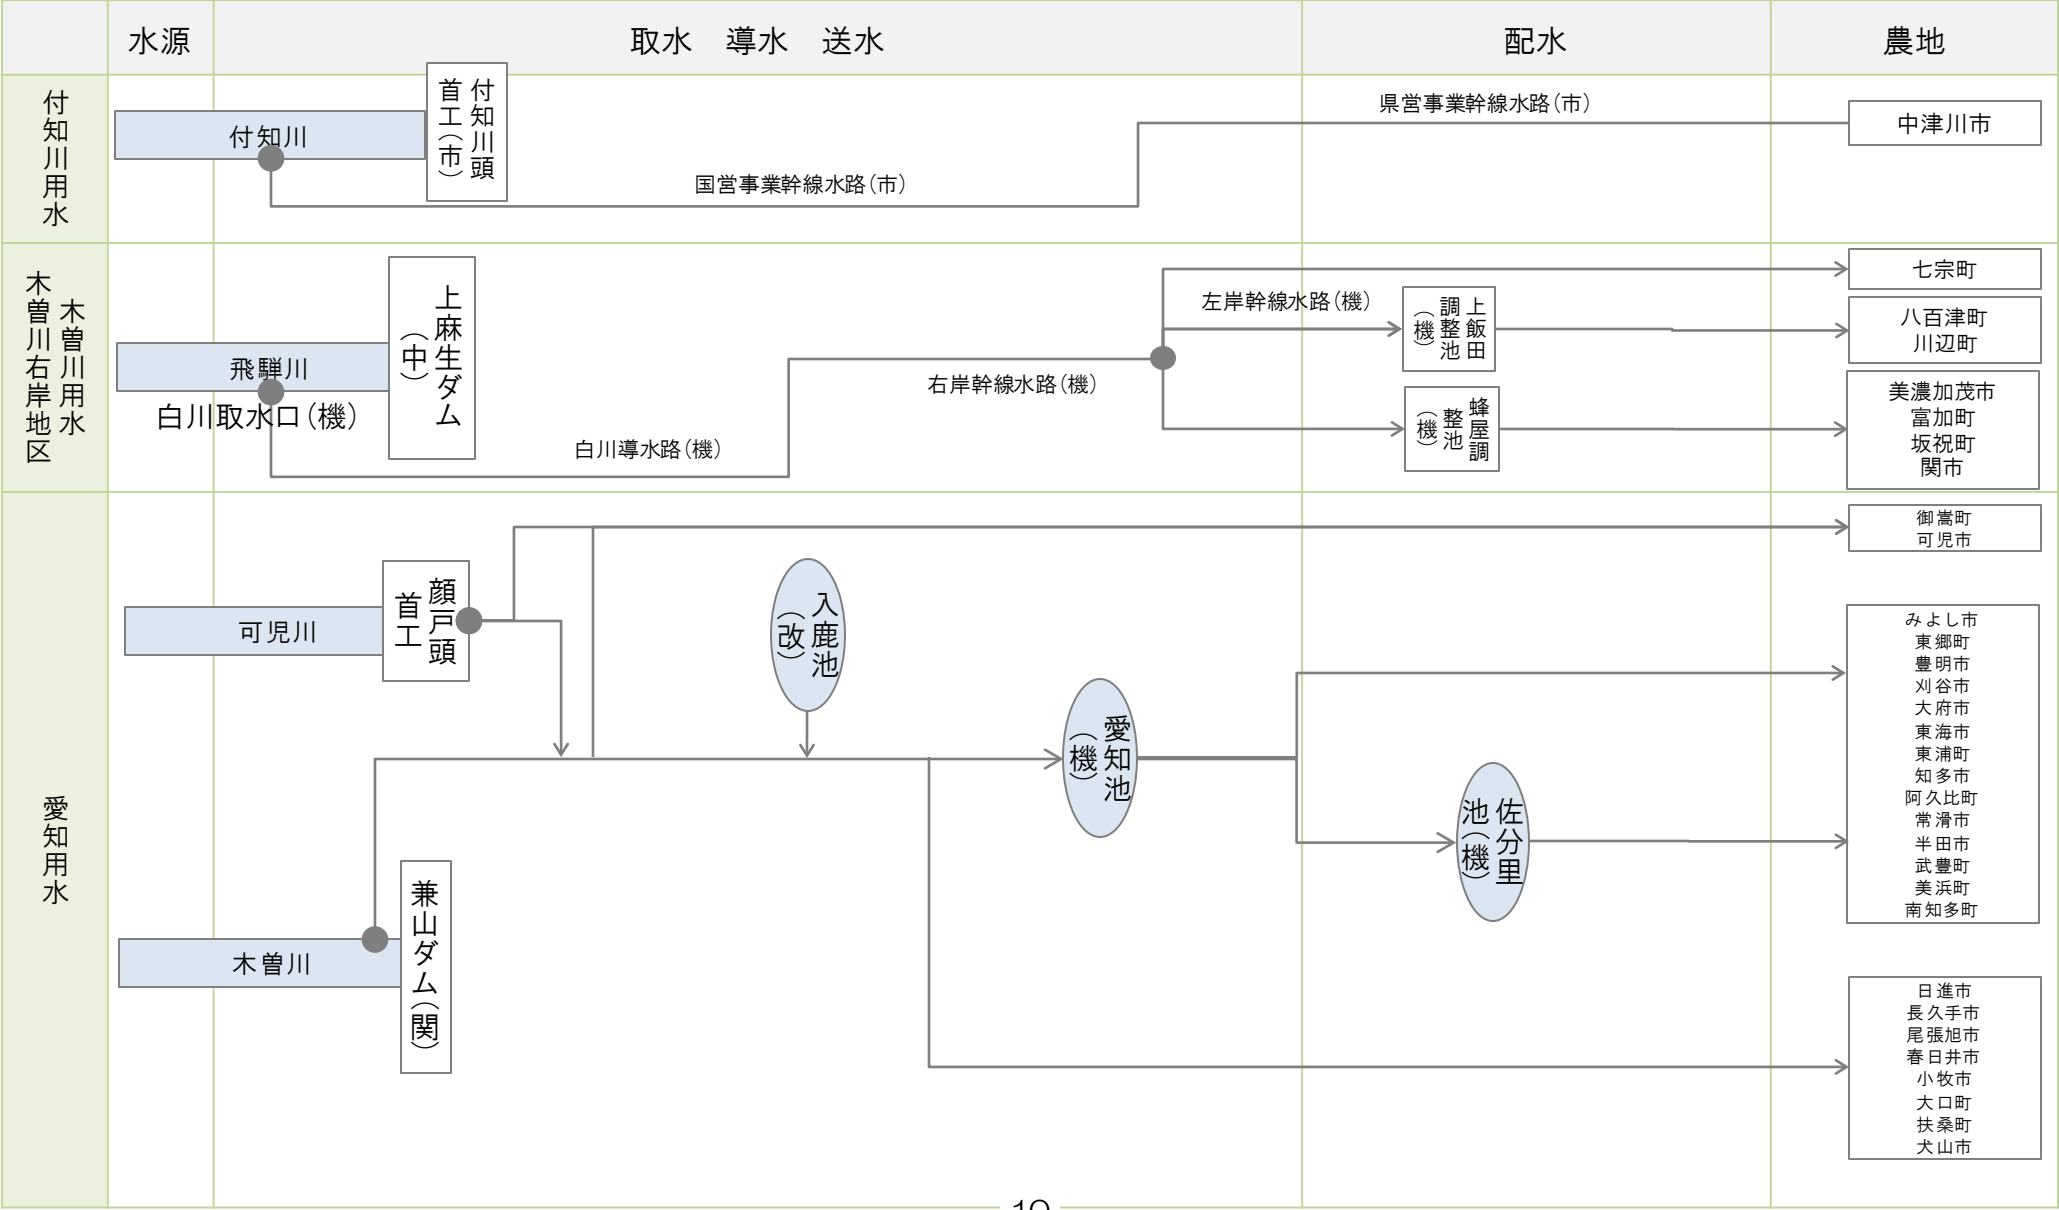 水源
取水　導水　送水
配水
農地
付知川用水
付知川
付知川頭
首工（市）
国営事業幹線水路（市）
県営事業幹線水路（市）
中津川市
木曽川用水
木曽川右岸地区
飛騨川
白川取水口（機）
上麻生ダム
（中）
白川導水路（機）
右岸幹線水路（機）
左岸幹線水路（機）
上飯田
調整池
（機）
蜂屋調
整池
（機）
七宗町
八百津町
川辺町
美濃加茂市
富加町
坂祝町
関市
愛知用水
可児川
顔戸頭
首工
入鹿池
（改）
愛知池
（機）
佐分里
池（機）
木曽川
兼山ダム（関）
御嵩町
可児市
みよし市
東郷町
豊明市
刈谷市
大府市
東海市
東浦町
知多市
阿久比町
常滑市
半田市
武豊町
美浜町
南知多町
日進市
長久手市
尾張旭市
春日井市
小牧市
大口町
扶桑町
犬山市
10